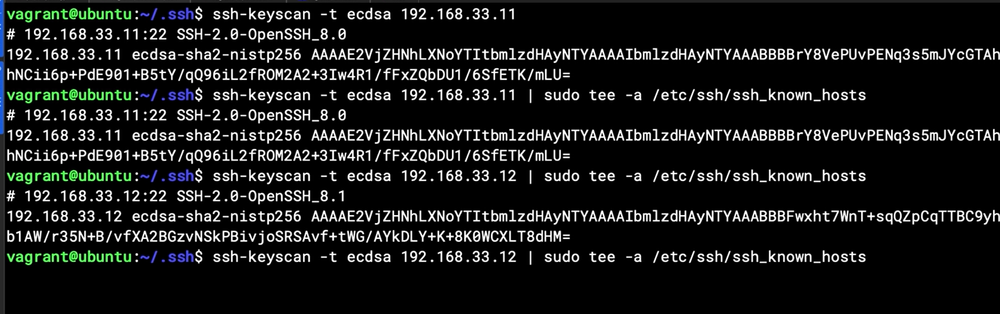 vagrant@ubuntu:~/.ssh$ ssh-keyscan -t ecdsa 192.168.33.11
# 192.168.33.11:22 SSH-2.0-OpenSSH_8.0
192.168.33.11 ecdsa-sha2-nistp256 AAAAE2VjZHNhLXNoYTItbmlzdHAyNTYAAAAIbmlzdHAyNTYAAABBBBrY8VePUvPENq3s5mJYcGTAh
hNCii6p+PdE901+B5tY/qQ96iL2fROM2A2+3Iw4R1/fFxZQbDU1/6SfETK/mLU=
vagrant@ubuntu:~/.ssh$ ssh-keyscan -t ecdsa 192.168.33.11 | sudo tee -a /etc/ssh/ssh_known_hosts
# 192.168.33.11:22 SSH-2.0-OpenSSH_8.0
192.168.33.11 ecdsa-sha2-nistp256 AAAAE2VjZHNhLXNoYTItbmlzdHAyNTYAAAAIbmlzdHAyNTYAAABBBBrY8VePUvPENq3s5mJYcGTAh
hNCii6p+PdE901+B5tY/qQ96iL2fROM2A2+3Iw4R1/fFxZQbDU1/6SfETK/mLU=
vagrant@ubuntu:~/.ssh$ ssh-keyscan -t ecdsa 192.168.33.12 | sudo tee -a /etc/ssh/ssh_known_hosts
# 192.168.33.12:22 SSH-2.0-OpenSSH_8.1
192.168.33.12 ecdsa-sha2-nistp256 AAAAE2VjZHNhLXNoYTItbmlzdHAyNTYAAAAIbmlzdHAyNTYAAABBBFwxht7WnT+sqQZpCqTTBC9yh
b1AW/r35N+B/vfXA2BGzvNSkPBivjoSRSAvf+tWG/AYkDLY+K+8K0WCXLT8dHM=
vagrant@ubuntu:~/.ssh$ ssh-keyscan -t ecdsa 192.168.33.12 | sudo tee -a /etc/ssh/ssh_known_hosts